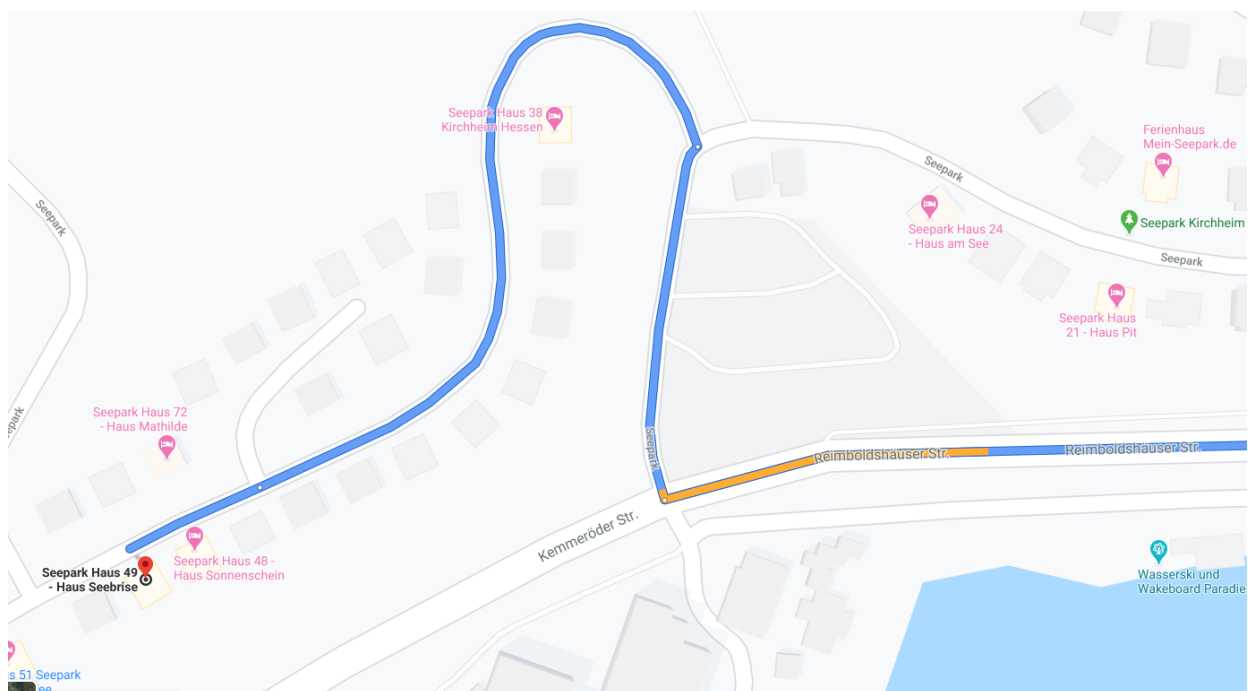 Seepark Haus 38
Kirchheim Hessen
Ferienhaus
Mein-Seepark.de
Seepark
Seepark
Seepark Haus 24
- Haus am See
Seepark Kirchheim
Seepark
Seepark Haus
21 - Haus Pit
Seepark Haus 72
- Haus Mathilde
epark
Seepark
Reimboldshäuser Str.
Reimboldshäuser Str.
Kemmeröder Str.
Seepark Haus 48 -
Haus Sonnenschein
Seepark Haus 49
- Haus Seebrise
Wasserski und
Wakeboard Paradie
s 51 Seepark
ee